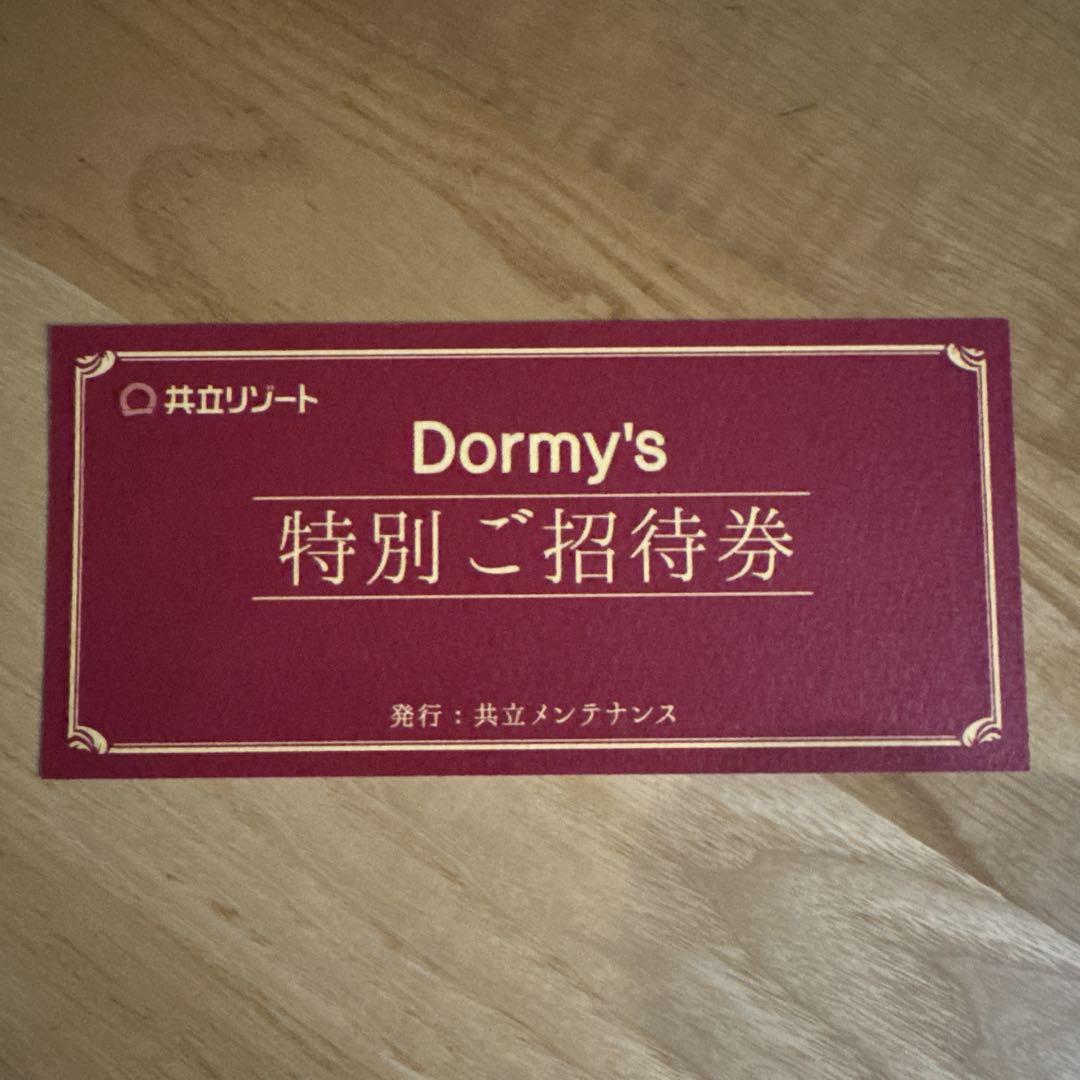 共立リゾート
Dormy's
特別ご招待券
発行：共立メンテナンス